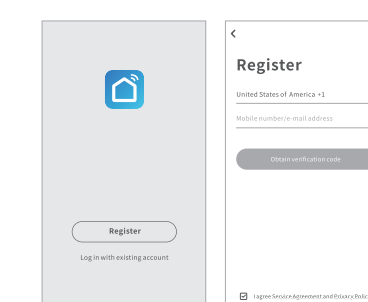 Register
Log in with existing account
Register
United States of America +1
Mobile number/e-mail address
Obtain verification code
I agree Service Agreement and Privacy Polic